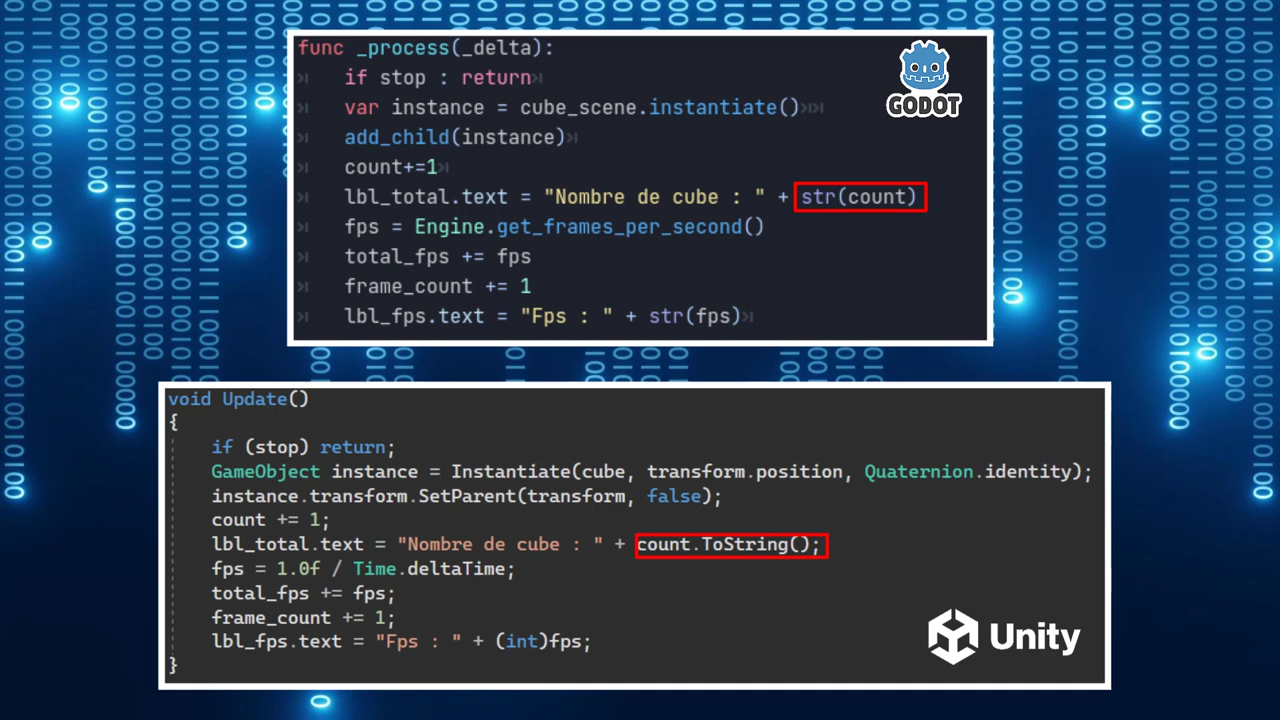 func _process(_delta):
if stop : return
var instance = cube_scene.instantiate()
add_child(instance)
count+=1
lbl_total.text = "Nombre de cube : " + str(count)
fps = Engine.get_frames_per_second()
total_fps += fps
frame_count += 1
lbl_fps.text = "Fps : " + str(fps)
GODOT
void Update()
{
if (stop) return;
GameObject instance = Instantiate(cube, transform.position, Quaternion.identity);
instance.transform.SetParent(transform, false);
count += 1;
lbl_total.text = "Nombre de cube : " + count.ToString();
fps = 1.0f / Time.deltaTime;
total_fps += fps;
frame_count += 1;
lbl_fps.text = "Fps : " + (int)fps;
}
Unity